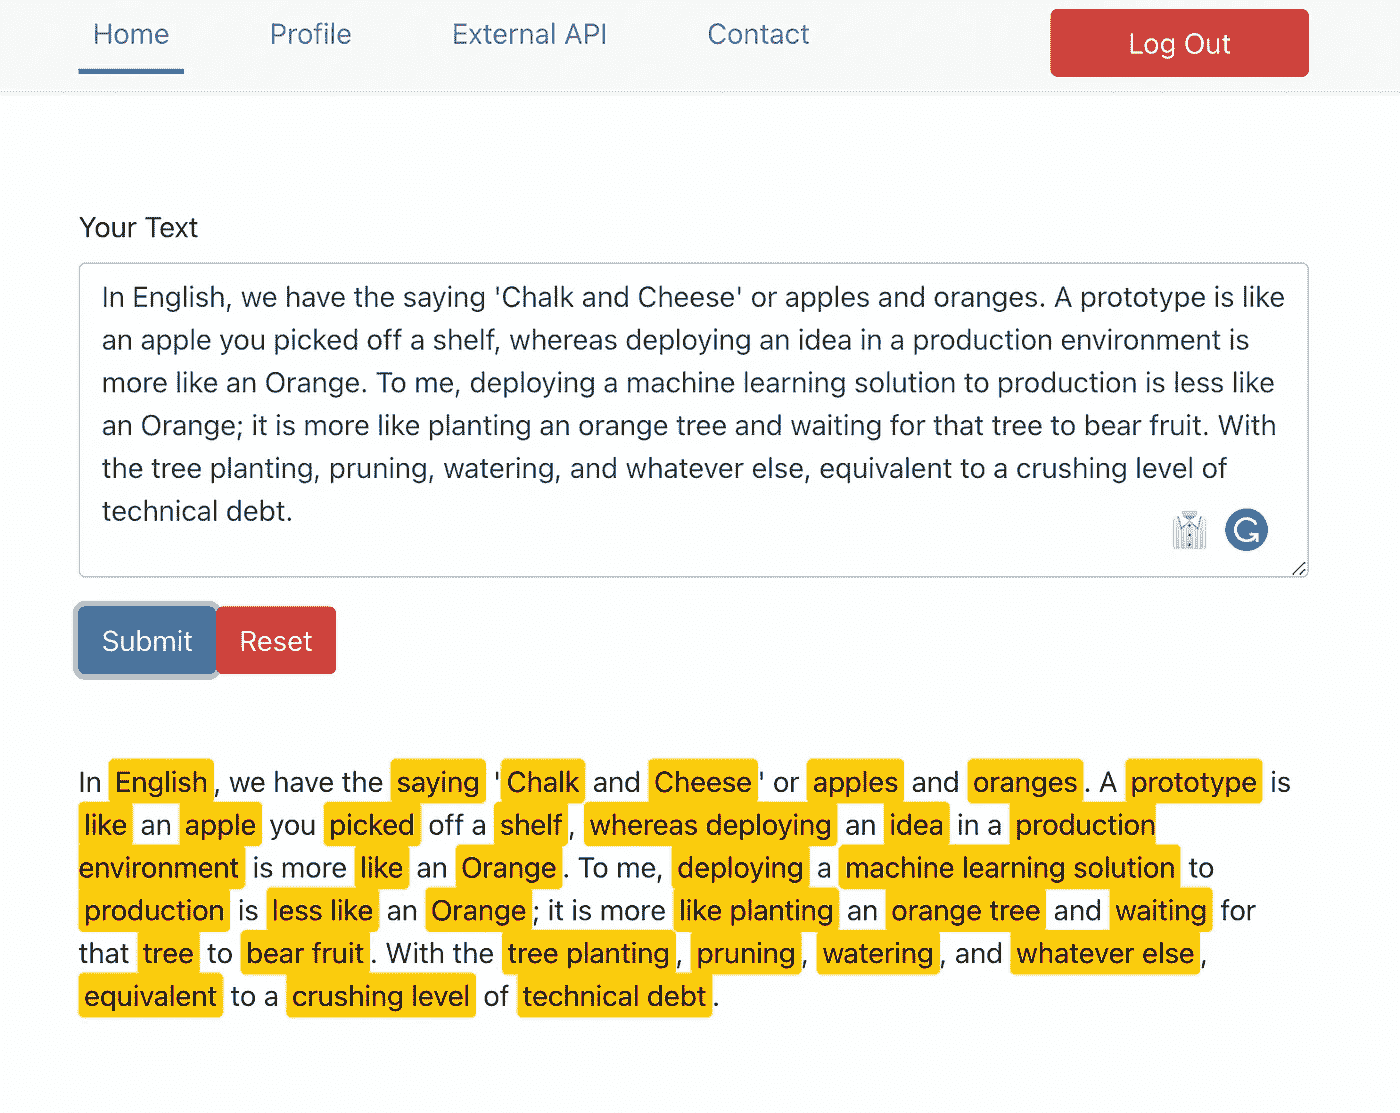 Home Profile External API Contact Log Out
Your Text
In English, we have the saying 'Chalk and Cheese' or apples and oranges. A prototype is like
an apple you picked off a shelf, whereas deploying an idea in a production environment is
more like an Orange. To me, deploying a machine learning solution to production is less like
an Orange; it is more like planting an orange tree and waiting for that tree to bear fruit. With
the tree planting, pruning, watering, and whatever else, equivalent to a crushing level of
technical debt.
Submit Reset
In English, we have the saying 'Chalk and Cheese' or apples and oranges. A prototype is
like an apple you picked off a shelf, whereas deploying an idea in a production
environment is more like an Orange. To me, deploying a machine learning solution to
production is less like an Orange; it is more like planting an orange tree and waiting for
that tree to bear fruit. With the tree planting, pruning, watering, and whatever else,
equivalent to a crushing level of technical debt.